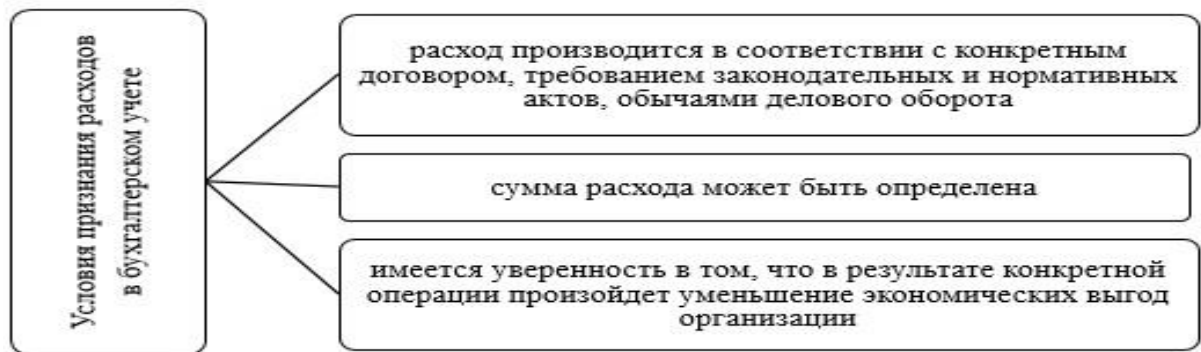 Условия признания расходов
в бухгалтерском учете
расход производится в соответствии с конкретным
договором, требованием законодательных и нормативных
актов, обычаями делового оборота
сумма расхода может быть определена
имеется уверенность в том, что в результате конкретной
операции произойдет уменьшение экономических выгод
организации